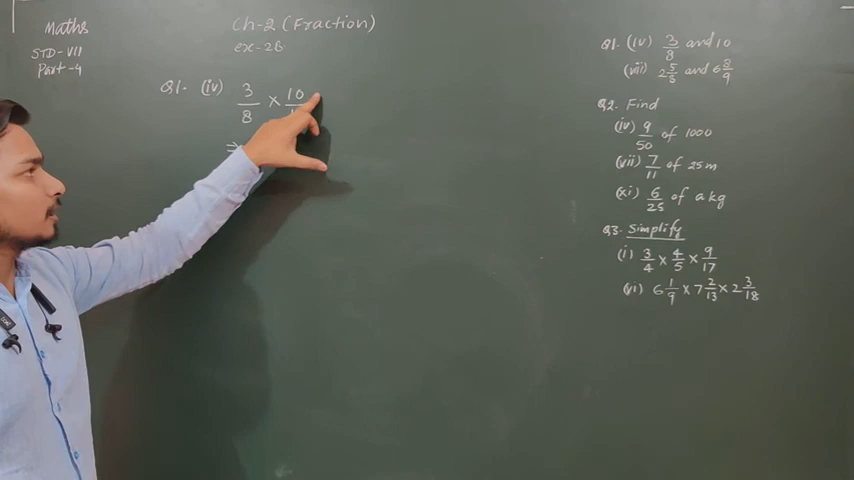 Maths
STD-VII
Part-4
Ch-2 (Fraction)
ex-2B
Q1. (iv) 3/8 × 10/
→
Q1. (iv) 3/8 and 10
(vii) 2 5/8 and 6 8/9
Q2. Find
(iv) 9/50 of 1000
(vii) 7/11 of 25 m
(xi) 6/25 of a kg
Q3. Simplify
(i) 3/4 × 4/5 × 9/17
(vi) 6 1/9 × 7 2/13 × 2 3/18